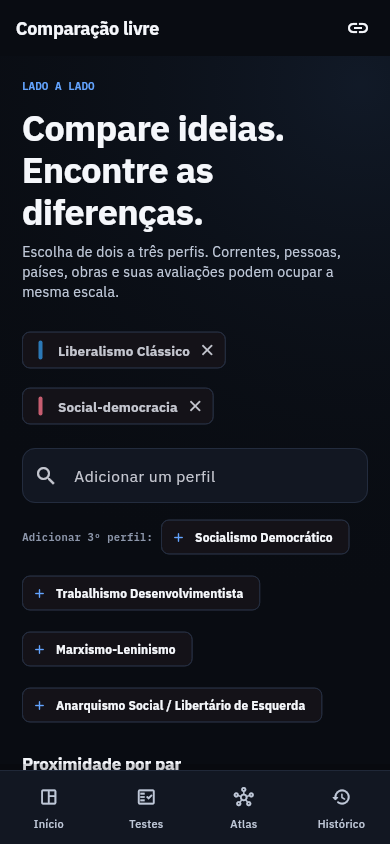 Comparação livre
LADO A LADO
Compare ideias.
Encontre as
diferenças.
Escolha de dois a três perfis. Correntes, pessoas,
países, obras e suas avaliações podem ocupar a
mesma escala.
Liberalismo Clássico
Social-democracia
Adicionar um perfil
Adicionar 3º perfil:
Socialismo Democrático
Trabalhismo Desenvolvimentista
Marxismo-Leninismo
Anarquismo Social / Libertário de Esquerda
Proximidade por par
Início
Testes
Atlas
Histórico